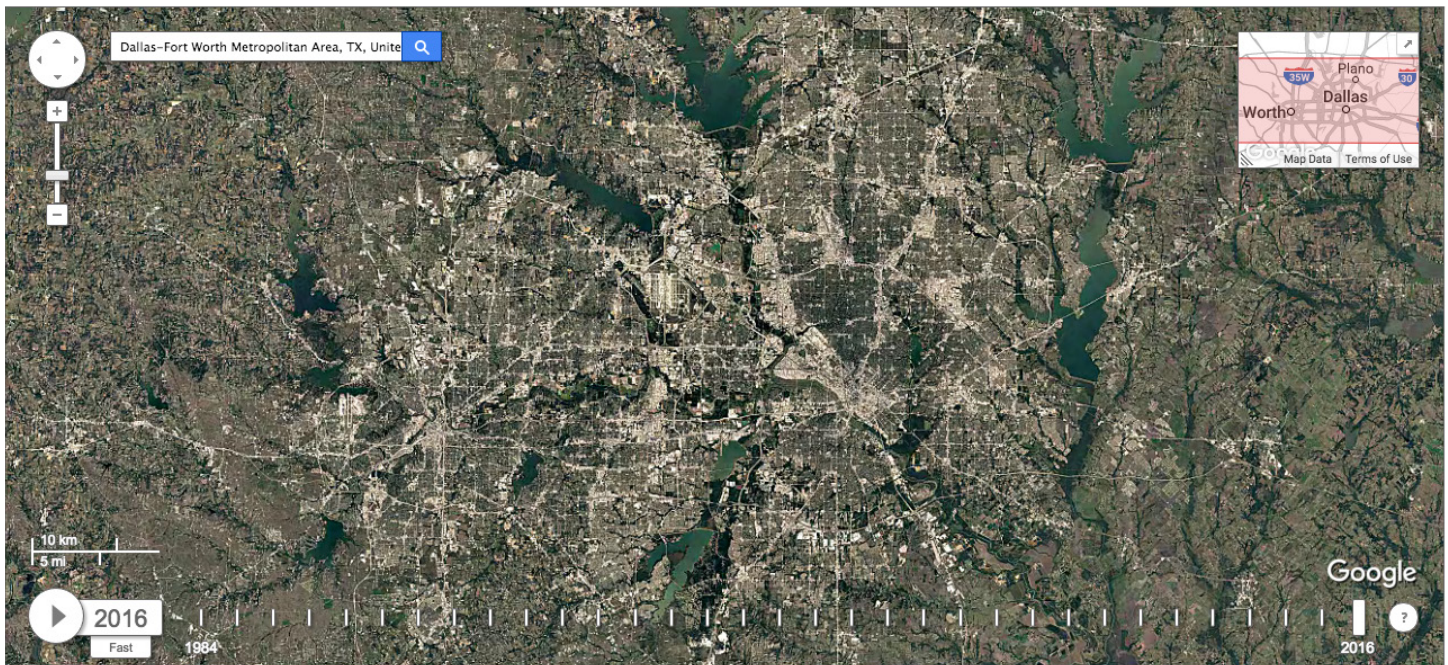 Dallas–Fort Worth Metropolitan Area, TX, Unite
35W
Plano
30
Dallas
Worth
Google
Map Data
Terms of Use
+
−
10 km
5 mi
Google
2016
Fast
1984
2016
?